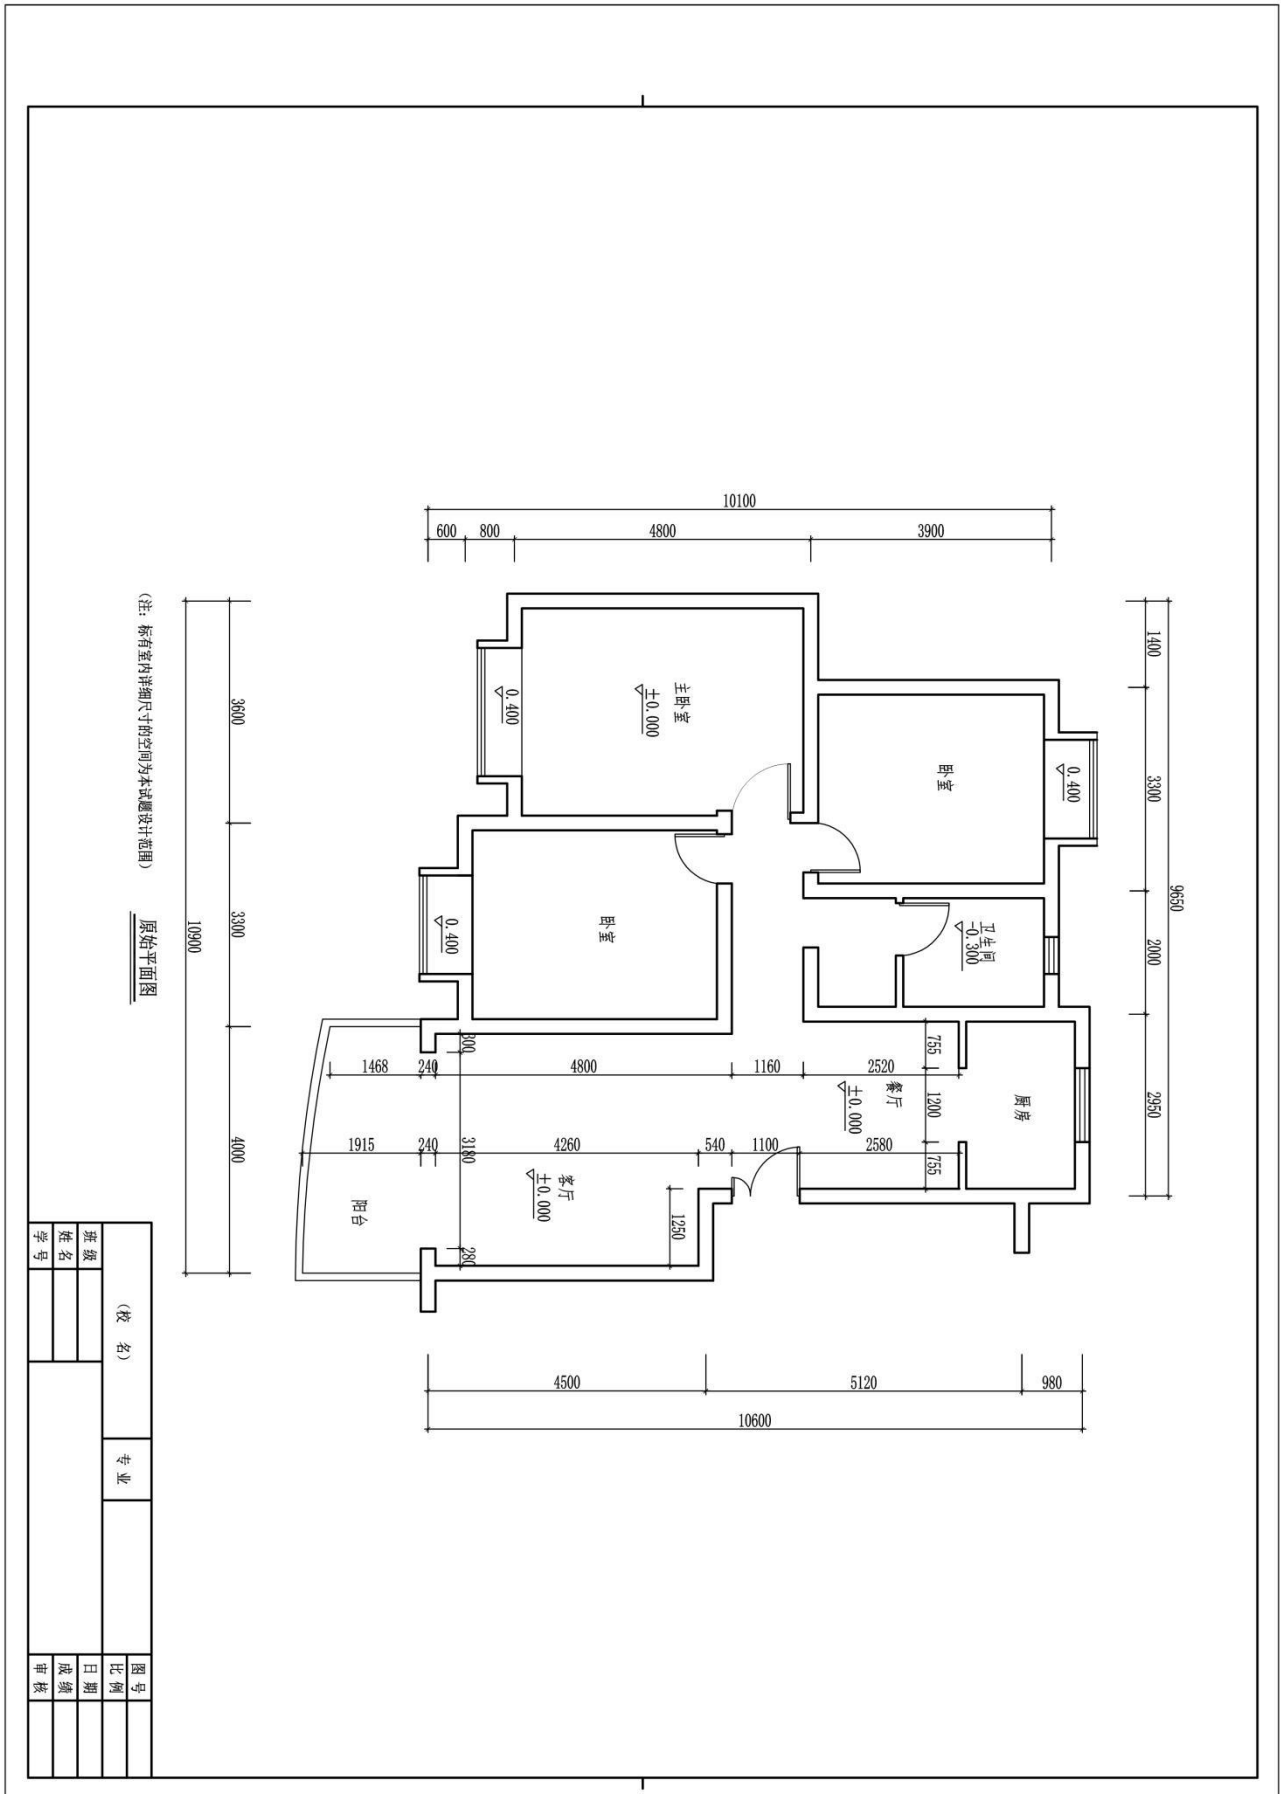 10100
600
800
4800
3900
9650
1400
3300
2000
2950
主卧室
±0.000
0.400
卧室
0.400
卧室
0.400
卫生间
-0.300
厨房
餐厅
±0.000
客厅
±0.000
阳台
755
1200
755
1468
240
4800
1160
2520
1915
240
4260
540
1100
2580
300
3180
280
1250
3600
3300
4000
10900
4500
5120
980
10600
原始平面图
(注: 标有室内详细尺寸的空间为本试题设计范围)
(校 名)
专业
图号
比例
班级
日期
姓名
成绩
学号
审核